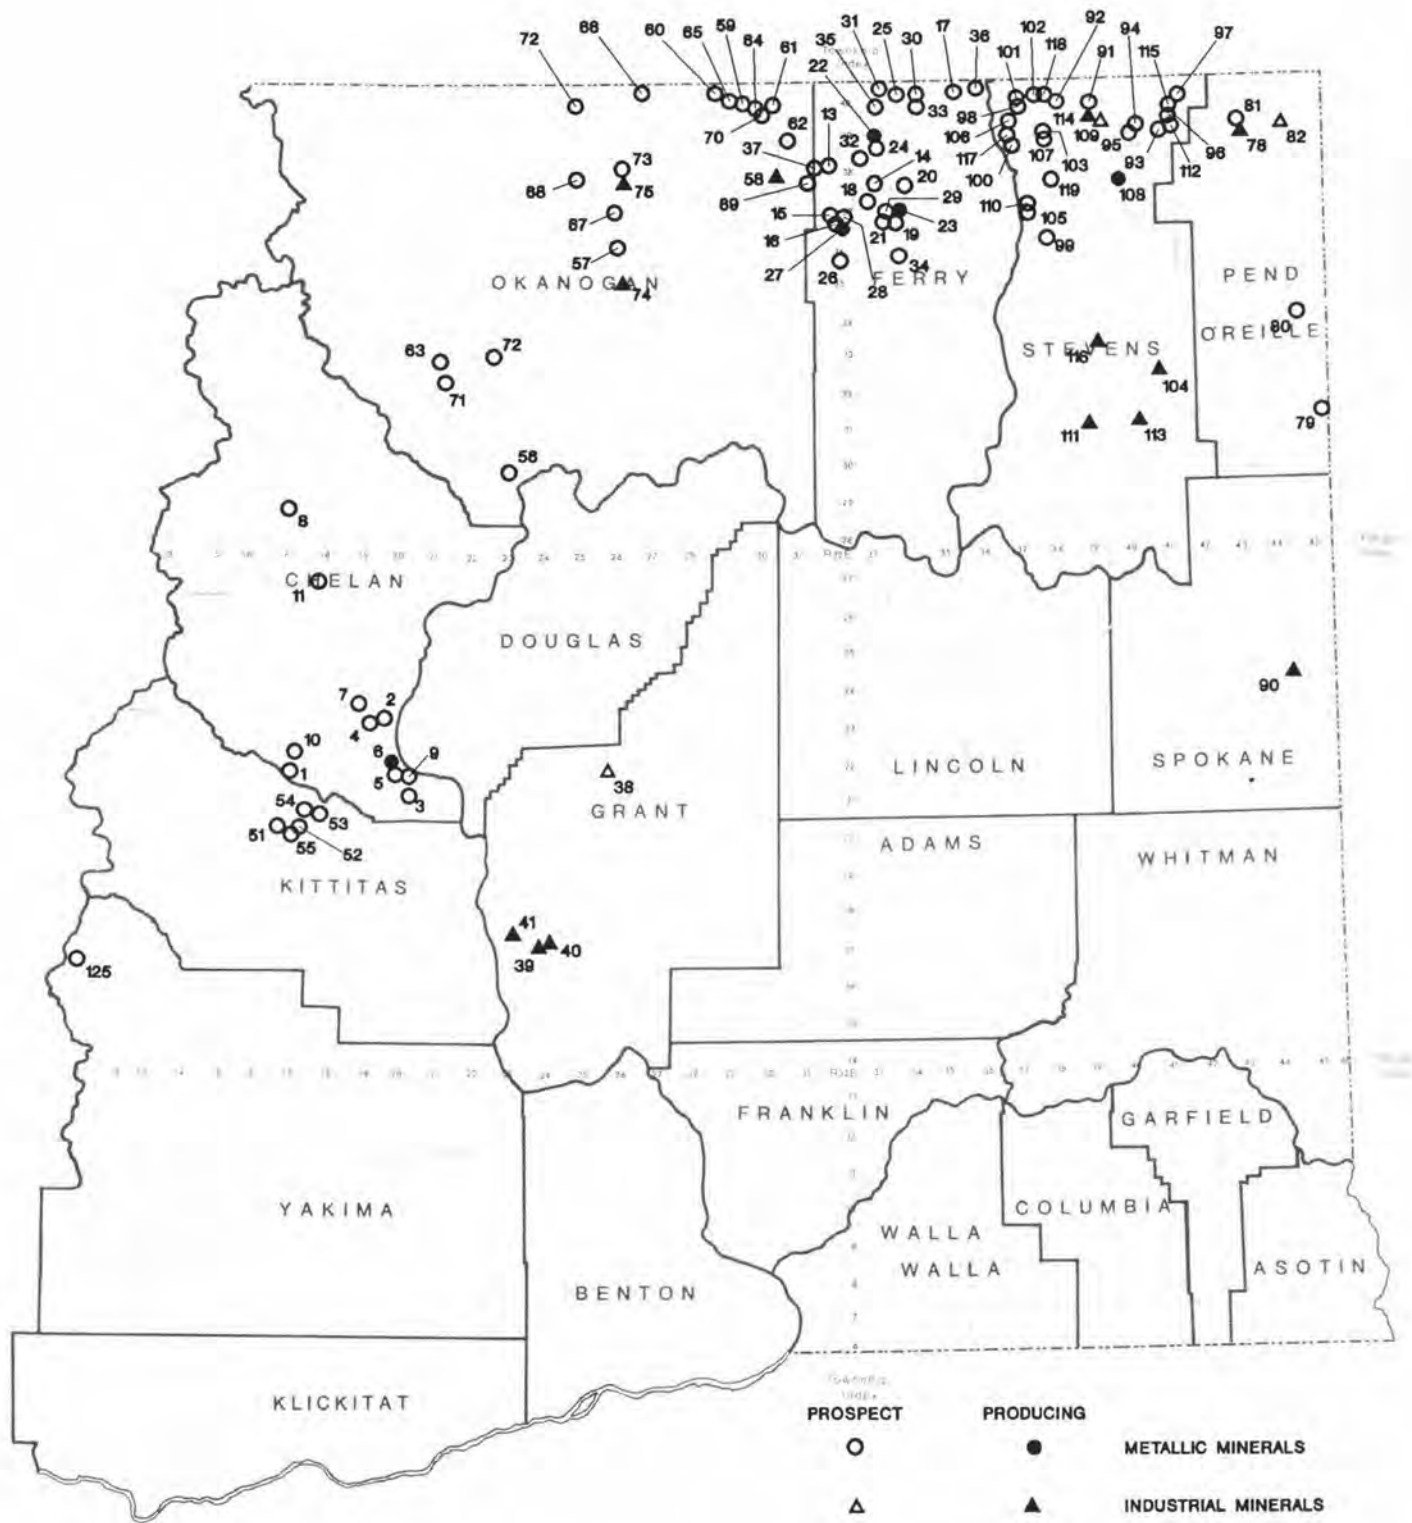 31 25 30 17 36 102 92 94 97
35 101 118 91 115
72 66 60 65 59 64 61 22
Township
Index
70 62 13 33 98 114 109 81
106 95 78 82
37 32 24 117 107 103 93 96
73 58 14 100 112
68 75 18 20 119 108
69 29 110
67 15 23 105
16 21 19 99
57 27 26 34
OKANOGAN FERRY PEND
74 28 80
OREILLE
63 72 STEVENS
116
71 104
79
111 113
58
8
CHELAN
11
DOUGLAS
7 2
4 90
10 6 9
1 5 LINCOLN SPOKANE
38
54 3 GRANT
51 53
55 52 ADAMS WHITMAN
KITTITAS
41
39 40
125
FRANKLIN GARFIELD
YAKIMA COLUMBIA
WALLA
WALLA ASOTIN
BENTON
Township
Index
KLICKITAT
PROSPECT PRODUCING
METALLIC MINERALS
INDUSTRIAL MINERALS